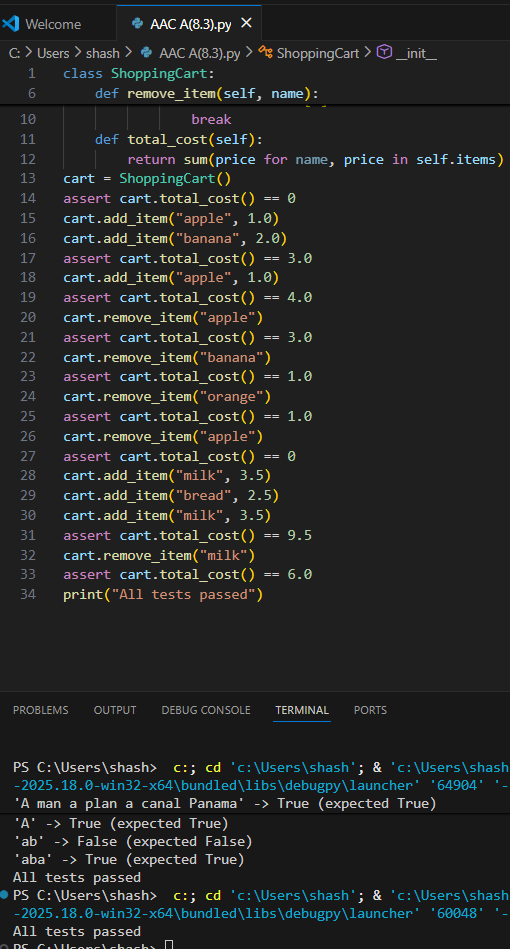 Welcome
AAC A(8.3).py
C: > Users > shash > AAC A(8.3).py > ShoppingCart > __init__
1 class ShoppingCart:
6 def remove_item(self, name):
10 break
11 def total_cost(self):
12 return sum(price for name, price in self.items)
13 cart = ShoppingCart()
14 assert cart.total_cost() == 0
15 cart.add_item("apple", 1.0)
16 cart.add_item("banana", 2.0)
17 assert cart.total_cost() == 3.0
18 cart.add_item("apple", 1.0)
19 assert cart.total_cost() == 4.0
20 cart.remove_item("apple")
21 assert cart.total_cost() == 3.0
22 cart.remove_item("banana")
23 assert cart.total_cost() == 1.0
24 cart.remove_item("orange")
25 assert cart.total_cost() == 1.0
26 cart.remove_item("apple")
27 assert cart.total_cost() == 0
28 cart.add_item("milk", 3.5)
29 cart.add_item("bread", 2.5)
30 cart.add_item("milk", 3.5)
31 assert cart.total_cost() == 9.5
32 cart.remove_item("milk")
33 assert cart.total_cost() == 6.0
34 print("All tests passed")
PROBLEMS OUTPUT DEBUG CONSOLE TERMINAL PORTS
PS C:\Users\shash> c:; cd 'c:\Users\shash'; & 'c:\Users\shash
-2025.18.0-win32-x64\bundled\libs\debugpy\launcher' '64904' '-
'A man a plan a canal Panama' -> True (expected True)
'A' -> True (expected True)
'ab' -> False (expected False)
'aba' -> True (expected True)
All tests passed
PS C:\Users\shash> c:; cd 'c:\Users\shash'; & 'c:\Users\shash
-2025.18.0-win32-x64\bundled\libs\debugpy\launcher' '60048' '-
All tests passed
PS C:\Users\shash>